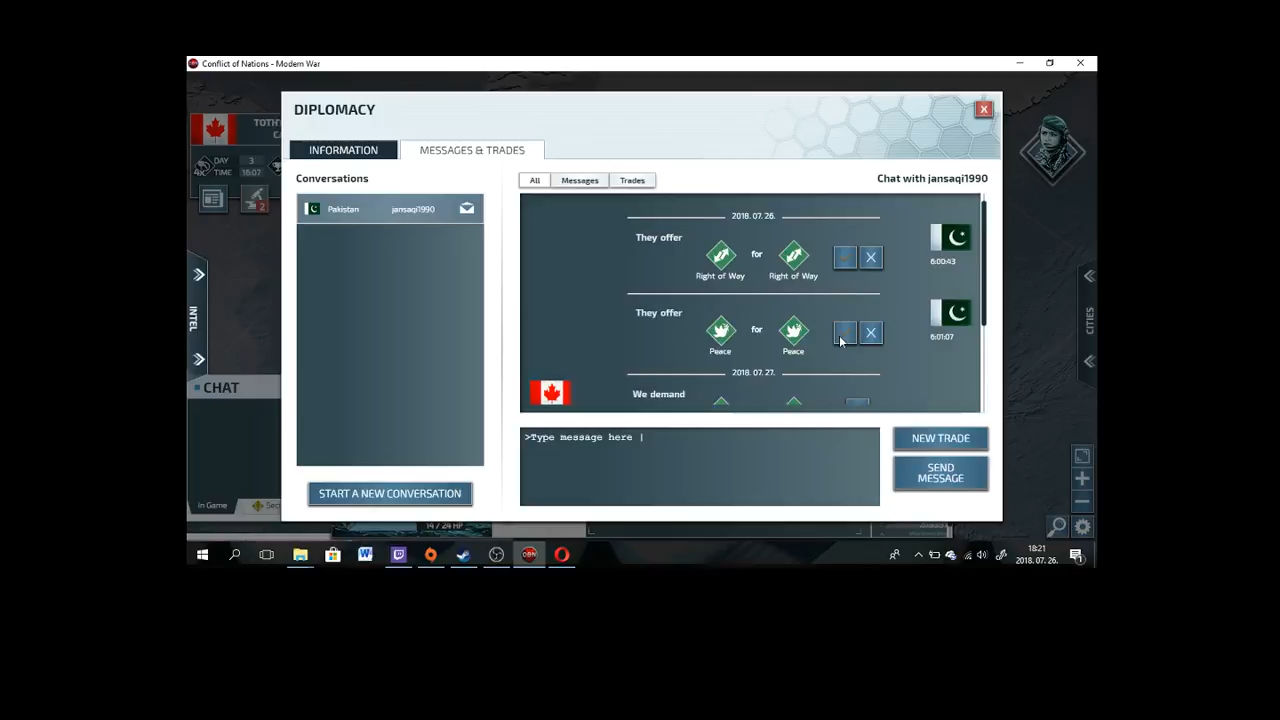 Conflict of Nations - Modern War
DIPLOMACY
INFORMATION
MESSAGES & TRADES
Conversations
All
Messages
Trades
Chat with jansaqi1990
Pakistan
jansaqi1990
2018. 07. 26.
They offer
for
Right of Way
Right of Way
6:00:43
They offer
for
Peace
Peace
6:01:07
2018. 07. 27.
We demand
>Type message here |
NEW TRADE
SEND
MESSAGE
START A NEW CONVERSATION
DAY
3
4X
TIME
16:07
2
INTEL
CITIES
CHAT
in Game
14 / 24 HP
18:21
2018. 07. 26.